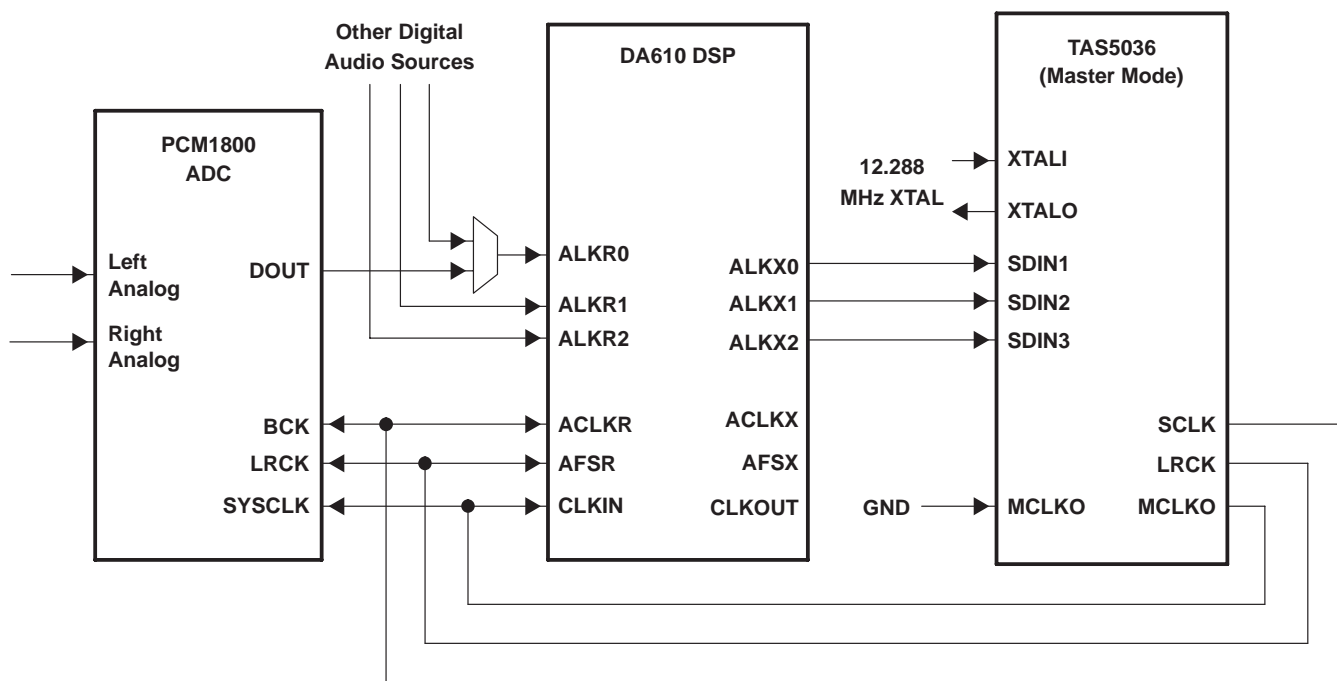 Other Digital
Audio Sources
PCM1800
ADC
Left
Analog
Right
Analog
DOUT
BCK
LRCK
SYSCLK
DA610 DSP
ALKR0
ALKR1
ALKR2
ACLKR
AFSR
CLKIN
ALKX0
ALKX1
ALKX2
ACLKX
AFSX
CLKOUT
12.288
MHz XTAL
GND
TAS5036
(Master Mode)
XTALI
XTALO
SDIN1
SDIN2
SDIN3
MCLKO
SCLK
LRCK
MCLKO